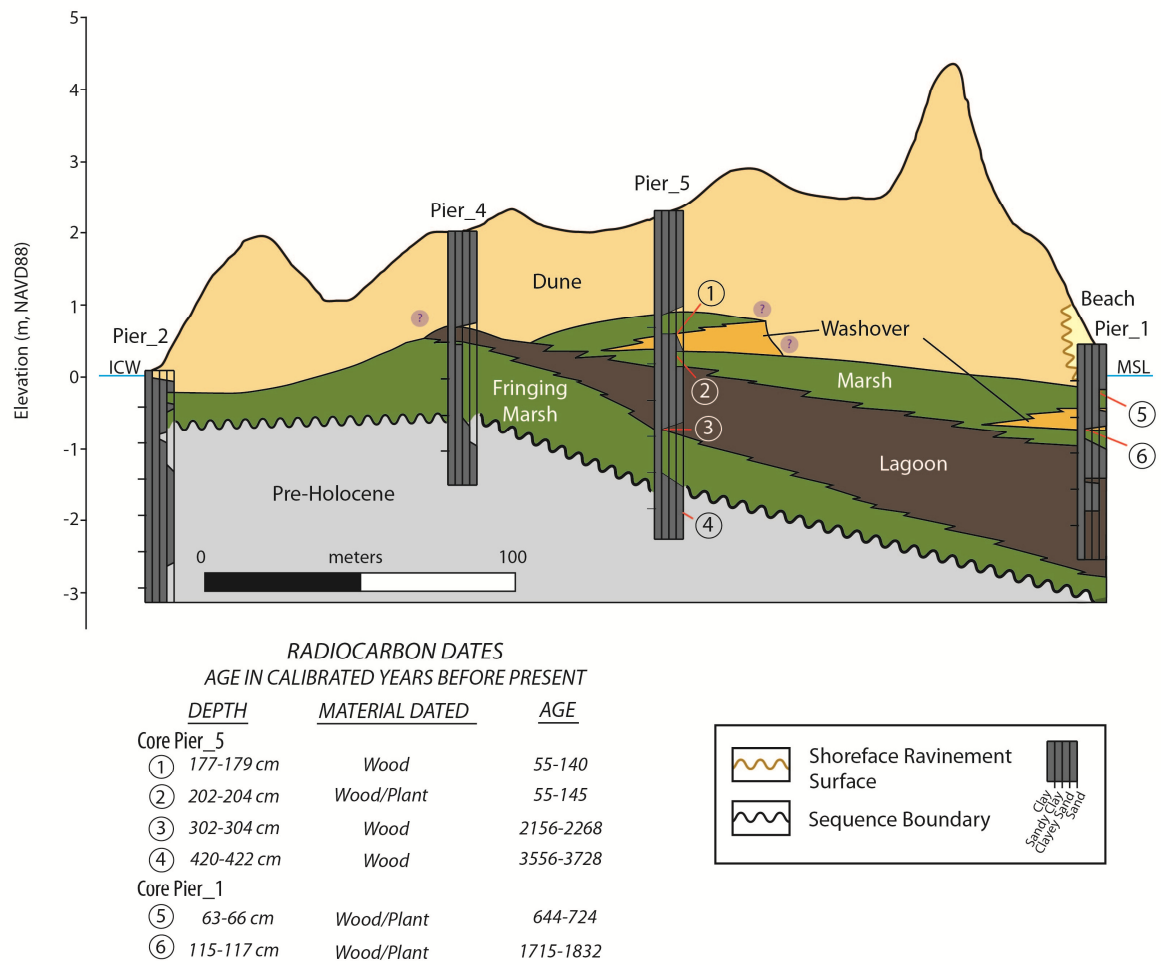 5
4
3
2
1
0
-1
-2
-3
Elevation (m, NAVD88)
Pier_2
ICW
Pier_4
Pier_5
Beach
Pier_1
MSL
Dune
Washover
Marsh
Fringing
Marsh
Lagoon
Pre-Holocene
?
?
?
1
2
3
4
5
6
0 meters 100
RADIOCARBON DATES
AGE IN CALIBRATED YEARS BEFORE PRESENT
DEPTH MATERIAL DATED AGE
Core Pier_5
1 177-179 cm Wood 55-140
2 202-204 cm Wood/Plant 55-145
3 302-304 cm Wood 2156-2268
4 420-422 cm Wood 3556-3728
Core Pier_1
5 63-66 cm Wood/Plant 644-724
6 115-117 cm Wood/Plant 1715-1832
Shoreface Ravinement
Surface
Sequence Boundary
Clay
Sandy Clay
Clayey Sand
Sand